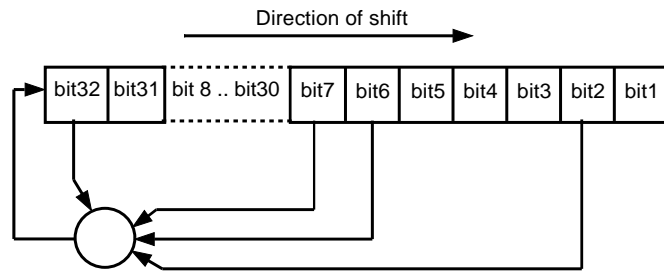 Direction of shift
bit32 bit31 bit 8 .. bit30 bit7 bit6 bit5 bit4 bit3 bit2 bit1